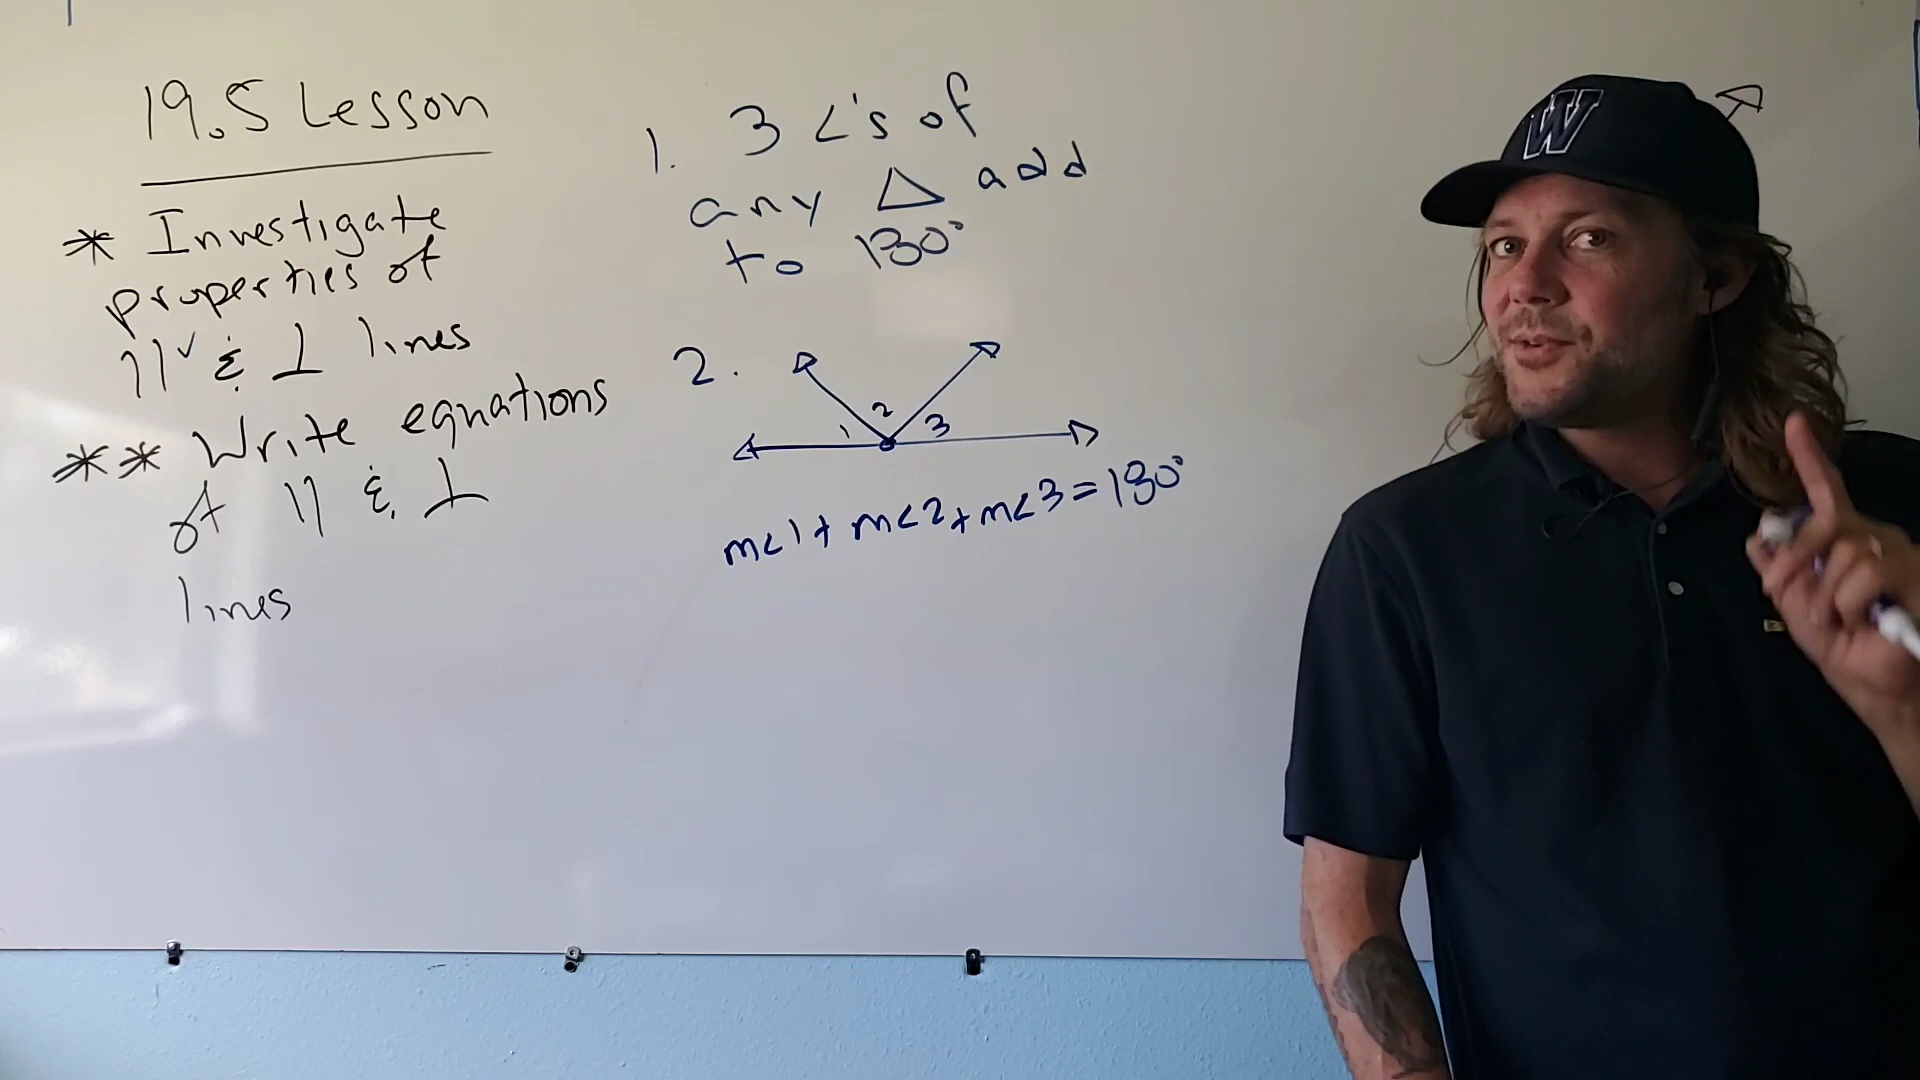 19.5 Lesson
* Investigate
properties of
|| & ⊥ lines
** Write equations
of || & ⊥
lines
1. 3 ∠'s of
any △ add
to 180°
2.
1 2 3
m<1 + m<2 + m<3 = 180°
W